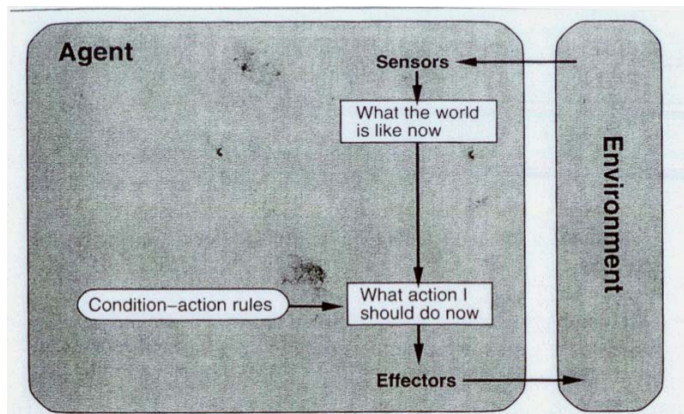 Agent
Sensors
What the world
is like now
Environment
Condition–action rules
What action I
should do now
Effectors